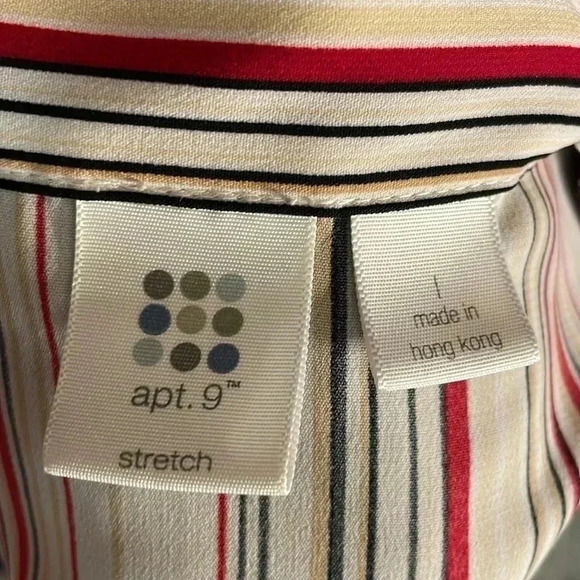 apt. 9™
stretch
l
made in
hong kong